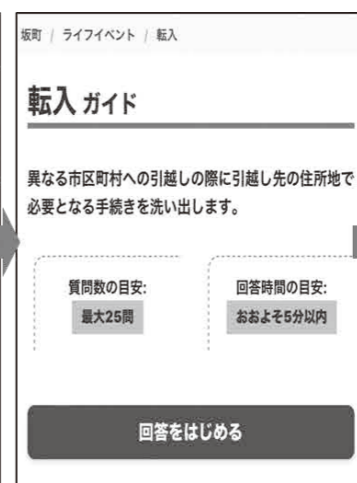 坂町 / ライフイベント / 転入
転入 ガイド
異なる市区町村への引越しの際に引越し先の住所地で
必要となる手続きを洗い出します。
質問数の目安:
最大25問
回答時間の目安:
おおよそ5分以内
回答をはじめる